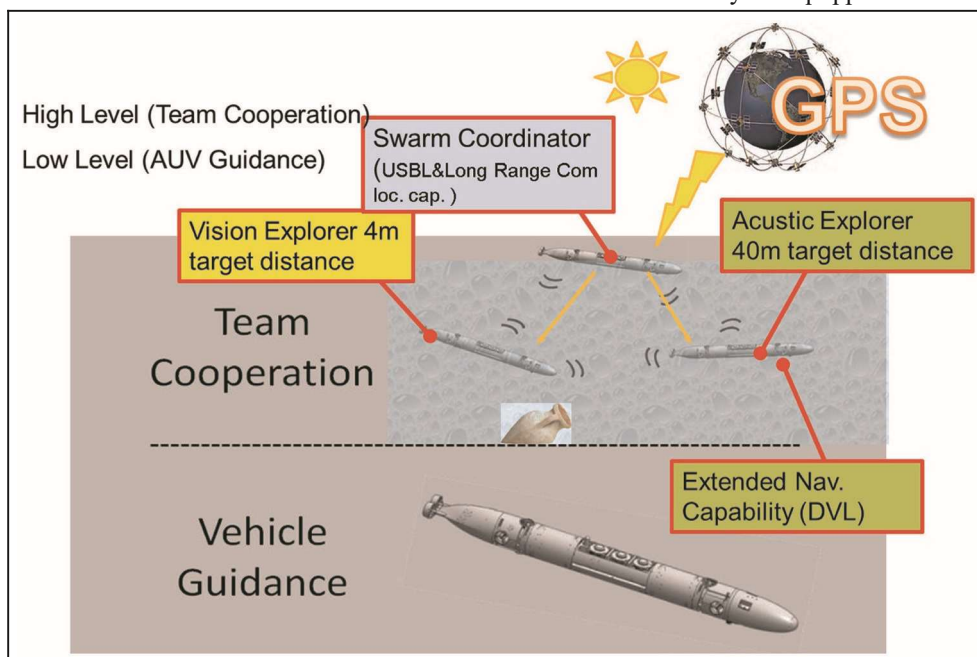 High Level (Team Cooperation)
Low Level (AUV Guidance)
GPS
Swarm Coordinator
(USBL&Long Range Com
loc. cap. )
Vision Explorer 4m
target distance
Acustic Explorer
40m target distance
Team
Cooperation
Extended Nav.
Capability (DVL)
Vehicle
Guidance